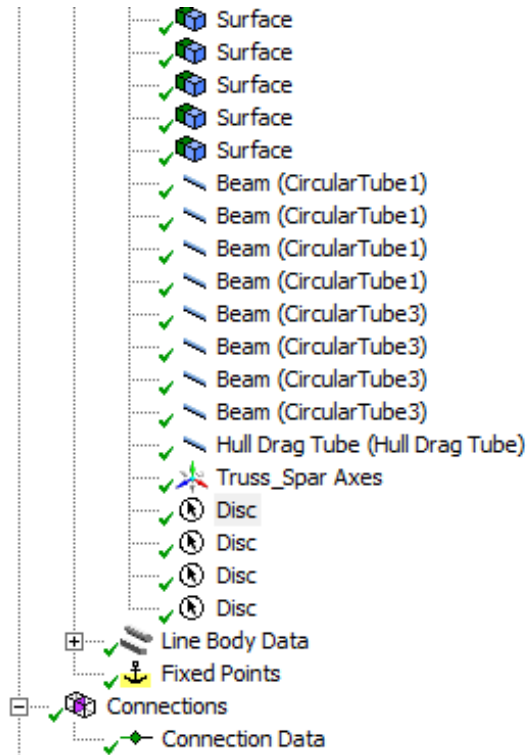 Surface
Surface
Surface
Surface
Surface
Beam (CircularTube1)
Beam (CircularTube1)
Beam (CircularTube1)
Beam (CircularTube1)
Beam (CircularTube3)
Beam (CircularTube3)
Beam (CircularTube3)
Beam (CircularTube3)
Hull Drag Tube (Hull Drag Tube)
Truss_Spar Axes
Disc
Disc
Disc
Disc
Line Body Data
Fixed Points
Connections
Connection Data